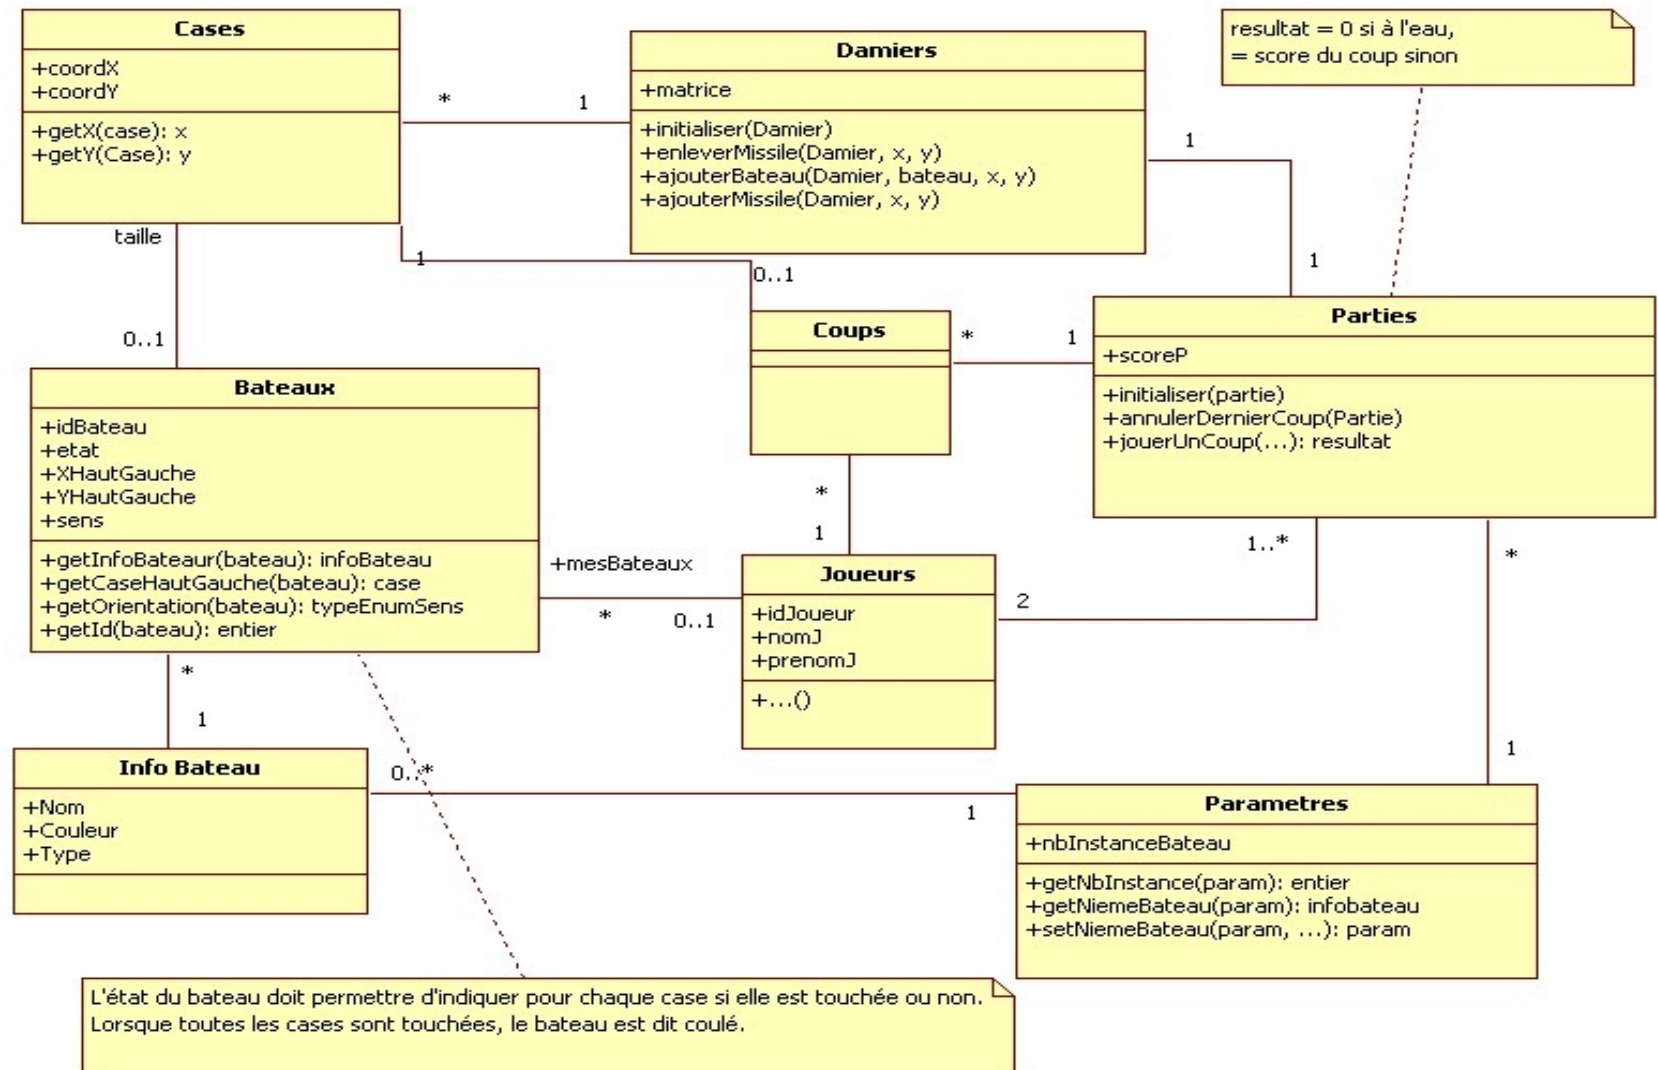 Cases
+coordX
+coordY
+getX(case): x
+getY(Case): y
*
1
Damiers
+matrice
+initialiser(Damier)
+enleverMissile(Damier, x, y)
+ajouterBateau(Damier, bateau, x, y)
+ajouterMissile(Damier, x, y)
resultat = 0 si à l'eau,
= score du coup sinon
1
1
taille
0..1
1
0..1
Coups
*
1
Parties
+scoreP
+initialiser(partie)
+annulerDernierCoup(Partie)
+jouerUnCoup(...): resultat
Bateaux
+idBateau
+etat
+XHautGauche
+YHautGauche
+sens
+getInfoBateaur(bateau): infoBateau
+getCaseHautGauche(bateau): case
+getOrientation(bateau): typeEnumSens
+getId(bateau): entier
*
1
+mesBateaux
*
0..1
Joueurs
+idJoueur
+nomJ
+prenomJ
+...()
2
1..*
*
1
*
1
Info Bateau
+Nom
+Couleur
+Type
0..*
1
Parametres
+nbInstanceBateau
+getNbInstance(param): entier
+getNiemeBateau(param): infobateau
+setNiemeBateau(param, ...): param
L'état du bateau doit permettre d'indiquer pour chaque case si elle est touchée ou non.
Lorsque toutes les cases sont touchées, le bateau est dit coulé.